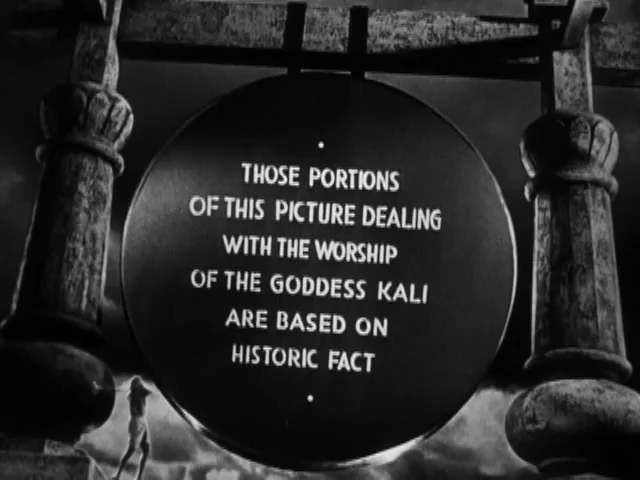 THOSE PORTIONS
OF THIS PICTURE DEALING
WITH THE WORSHIP
OF THE GODDESS KALI
ARE BASED ON
HISTORIC FACT